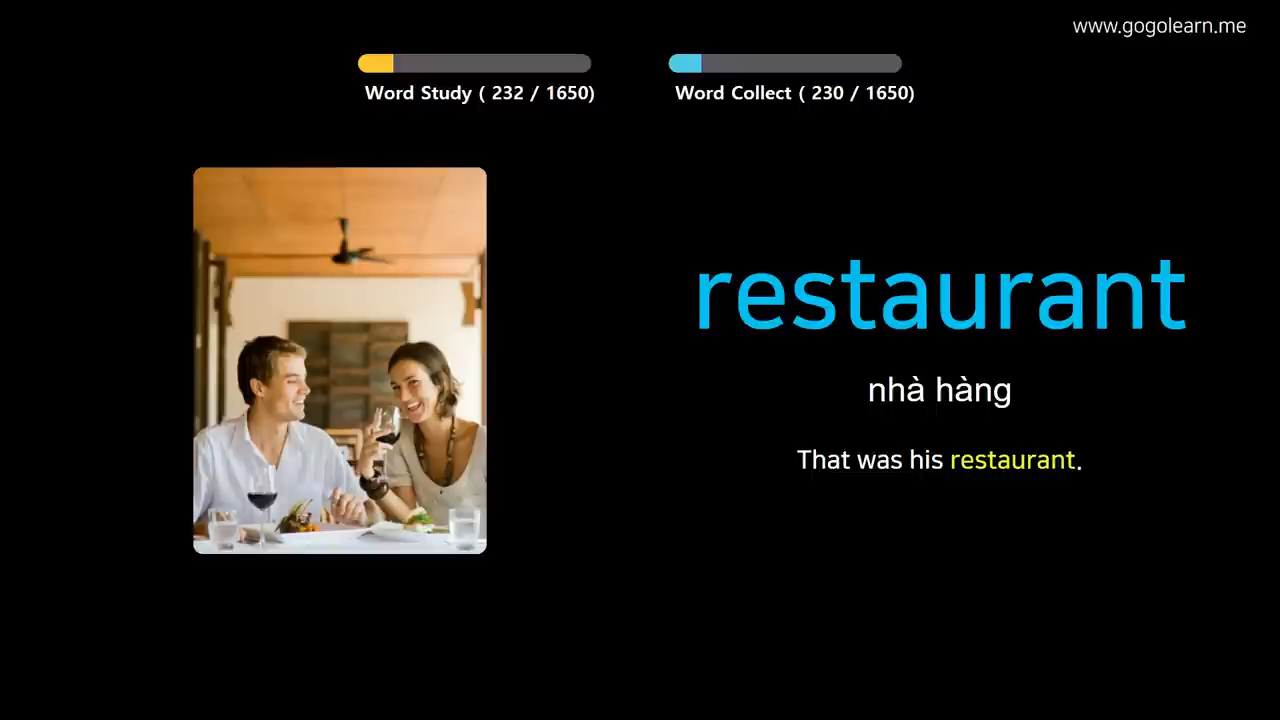 www.gogolearn.me
Word Study ( 232 / 1650)
Word Collect ( 230 / 1650)
restaurant
nhà hàng
That was his restaurant.